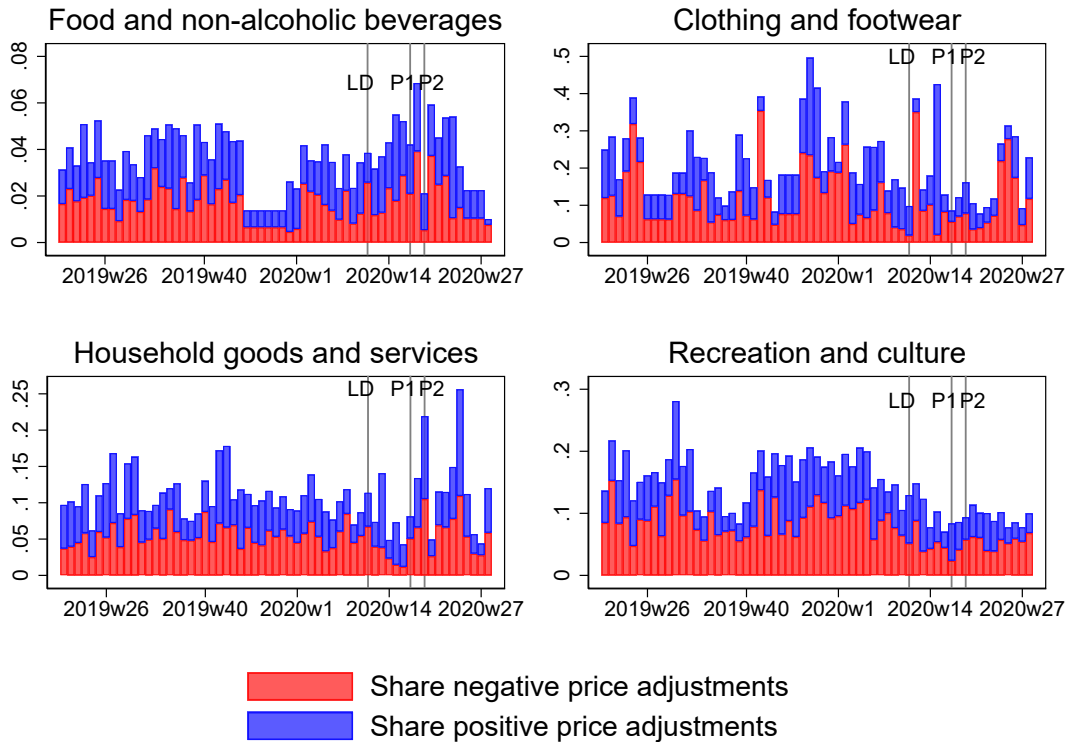 Food and non-alcoholic beverages
.08
.06
.04
.02
0
LD
P1
P2
2019w26
2019w40
2020w1
2020w14
2020w27
Clothing and footwear
.5
.4
.3
.2
.1
0
LD
P1
P2
2019w26
2019w40
2020w1
2020w14
2020w27
Household goods and services
.25
.2
.15
.1
.05
0
LD
P1
P2
2019w26
2019w40
2020w1
2020w14
2020w27
Recreation and culture
.3
.2
.1
0
LD
P1
P2
2019w26
2019w40
2020w1
2020w14
2020w27
Share negative price adjustments
Share positive price adjustments